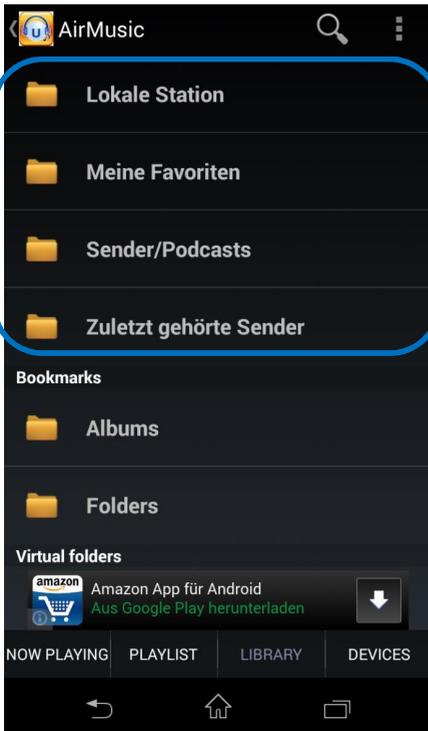 AirMusic
Lokale Station
Meine Favoriten
Sender/Podcasts
Zuletzt gehörte Sender
Bookmarks
Albums
Folders
Virtual folders
amazon
Amazon App für Android
Aus Google Play herunterladen
NOW PLAYING PLAYLIST LIBRARY DEVICES